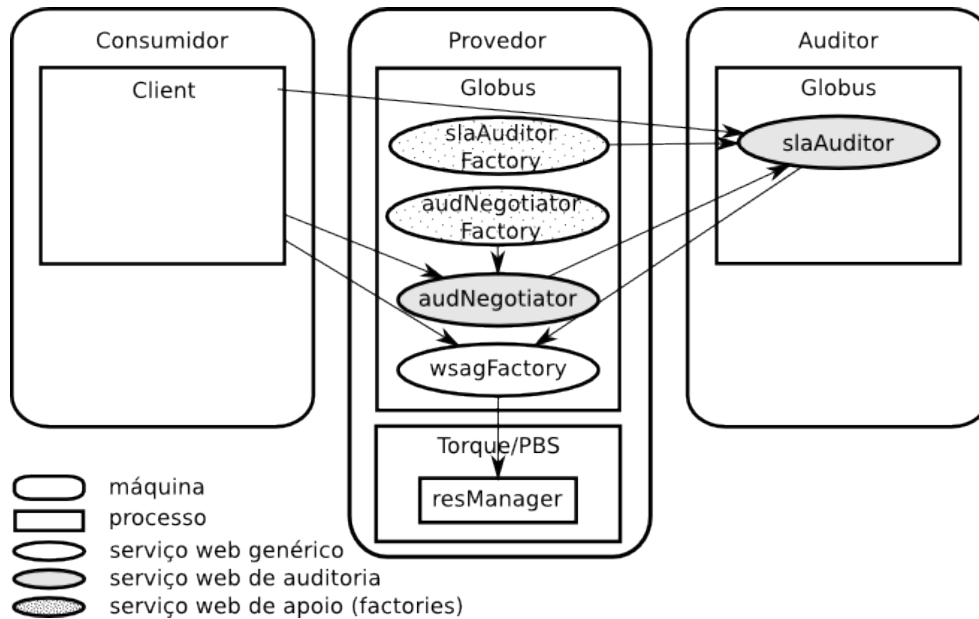 Consumidor
Client
Provedor
Globus
slaAuditor
Factory
audNegotiator
Factory
audNegotiator
wsagFactory
Torque/PBS
resManager
Auditor
Globus
slaAuditor
máquina
processo
serviço web genérico
serviço web de auditoria
serviço web de apoio (factories)